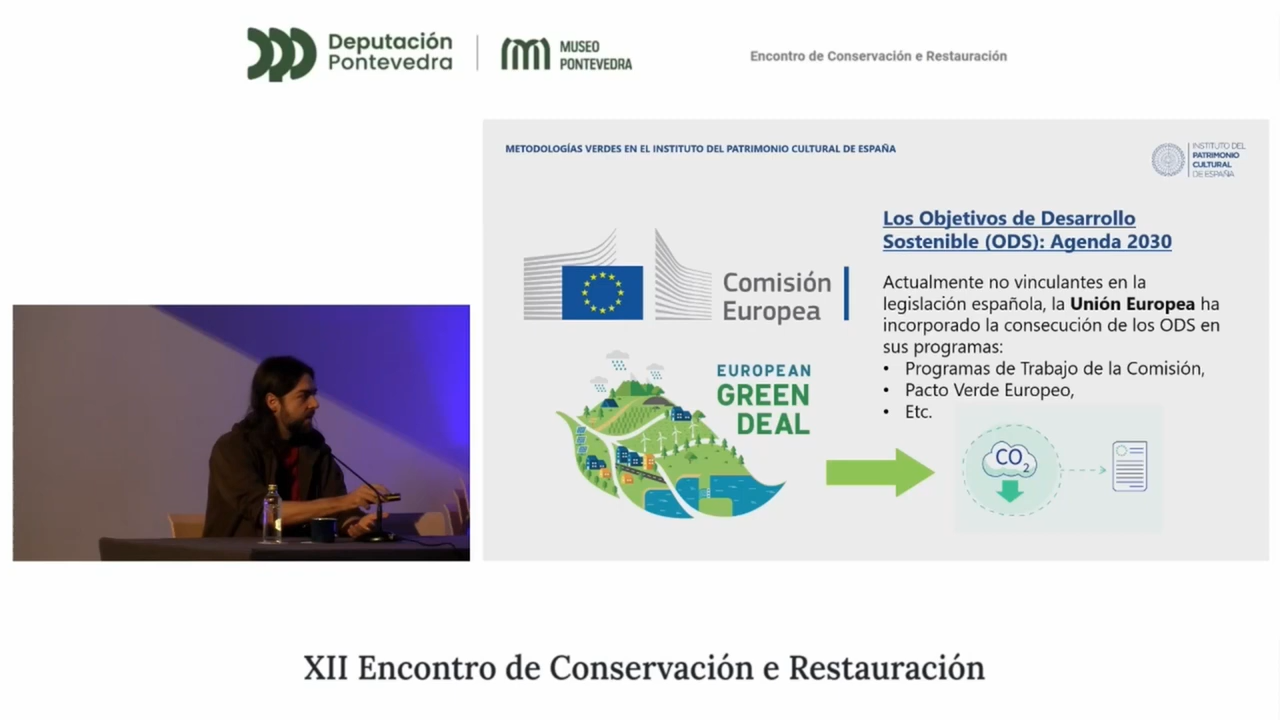 Deputación
Pontevedra
MUSEO
PONTEVEDRA
Encontro de Conservación e Restauración
METODOLOGÍAS VERDES EN EL INSTITUTO DEL PATRIMONIO CULTURAL DE ESPAÑA
INSTITUTO DEL
PATRIMONIO
CULTURAL
DE ESPAÑA
Comisión
Europea
EUROPEAN
GREEN
DEAL
Los Objetivos de Desarrollo
Sostenible (ODS): Agenda 2030
Actualmente no vinculantes en la
legislación española, la Unión Europea ha
incorporado la consecución de los ODS en
sus programas:
• Programas de Trabajo de la Comisión,
• Pacto Verde Europeo,
• Etc.
CO2
XII Encontro de Conservación e Restauración